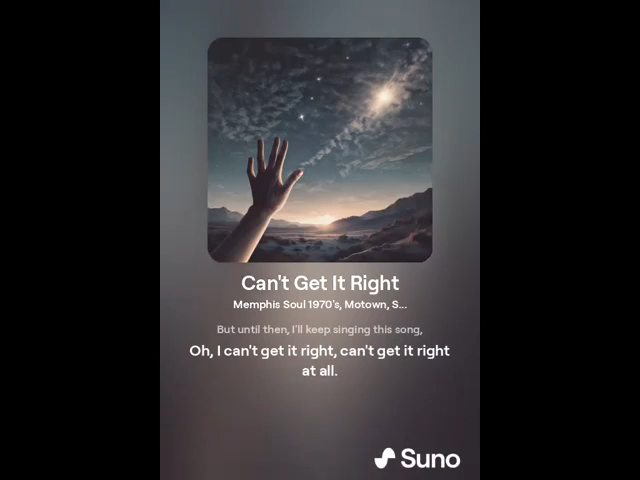 Can't Get It Right
Memphis Soul 1970's, Motown, S...
But until then, I'll keep singing this song,
Oh, I can't get it right, can't get it right
at all.
Suno